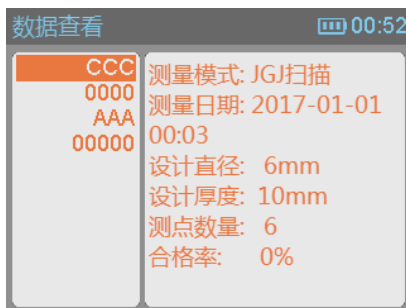 数据查看 00:52
CCC
0000
AAA
00000
测量模式: JGJ扫描
测量日期: 2017-01-01
00:03
设计直径: 6mm
设计厚度: 10mm
测点数量: 6
合格率: 0%